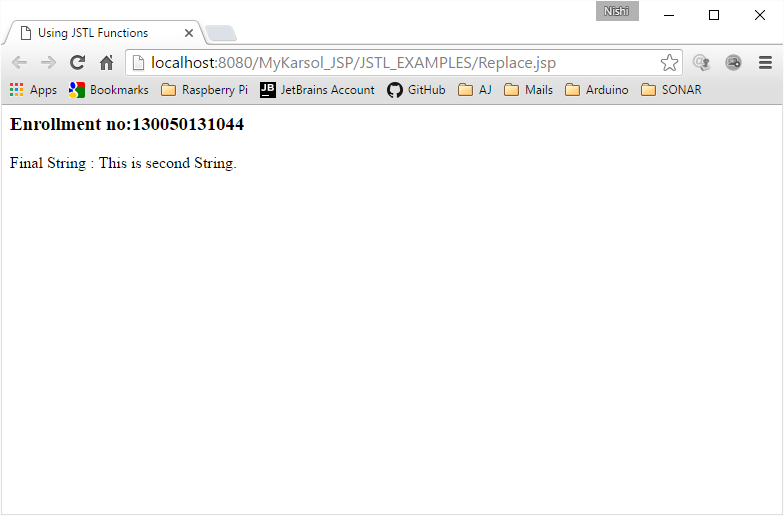 Nishi
Using JSTL Functions
localhost:8080/MyKarsol_JSP/JSTL_EXAMPLES/Replace.jsp
Apps Bookmarks Raspberry Pi JB JetBrains Account GitHub AJ Mails Arduino SONAR
Enrollment no:130050131044
Final String : This is second String.